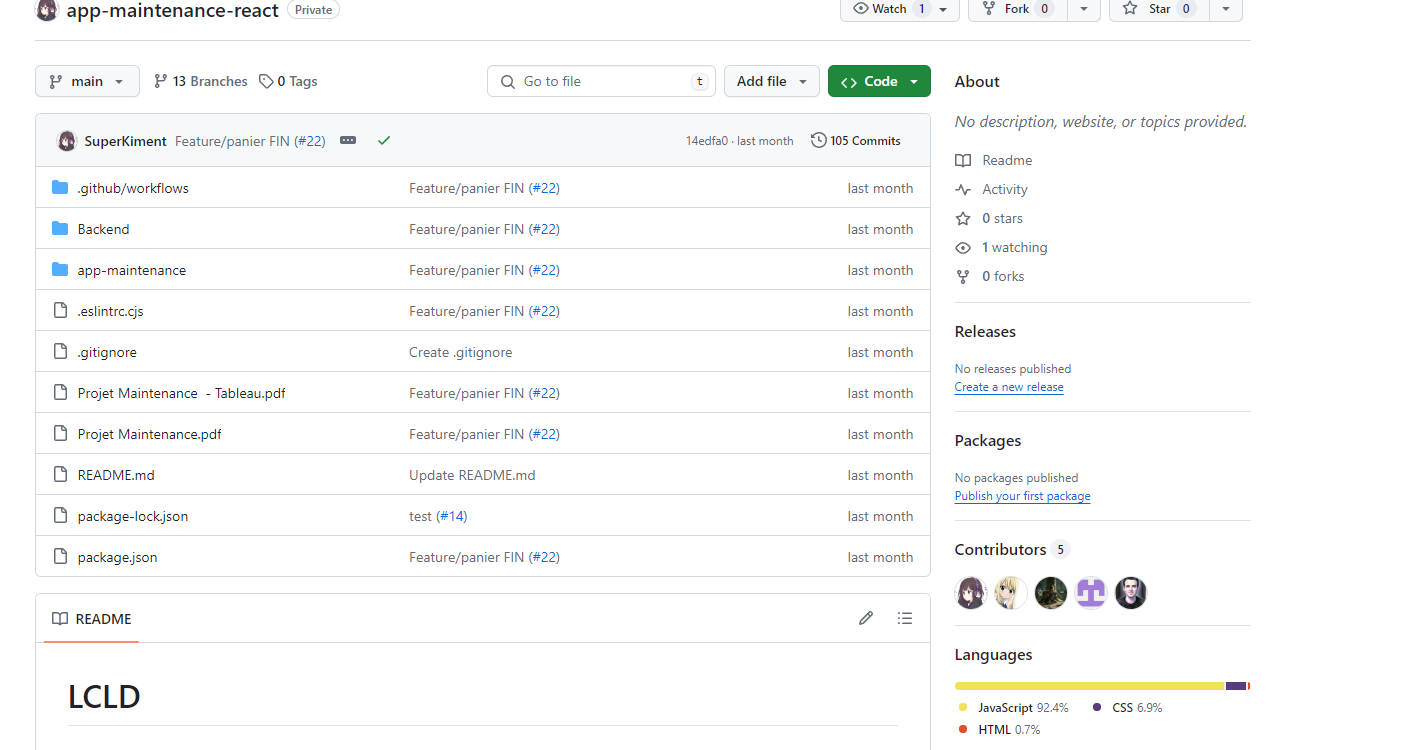 app-maintenance-react Private
Watch 1 Fork 0 Star 0
main 13 Branches 0 Tags Go to file t Add file Code
SuperKiment Feature/panier FIN (#22) 14edfa0 · last month 105 Commits
.github/workflows Feature/panier FIN (#22) last month
Backend Feature/panier FIN (#22) last month
app-maintenance Feature/panier FIN (#22) last month
.eslintrc.cjs Feature/panier FIN (#22) last month
.gitignore Create .gitignore last month
Projet Maintenance - Tableau.pdf Feature/panier FIN (#22) last month
Projet Maintenance.pdf Feature/panier FIN (#22) last month
README.md Update README.md last month
package-lock.json test (#14) last month
package.json Feature/panier FIN (#22) last month
README
LCLD
About
No description, website, or topics provided.
Readme
Activity
0 stars
1 watching
0 forks
Releases
No releases published
Create a new release
Packages
No packages published
Publish your first package
Contributors 5
Languages
JavaScript 92.4% CSS 6.9%
HTML 0.7%